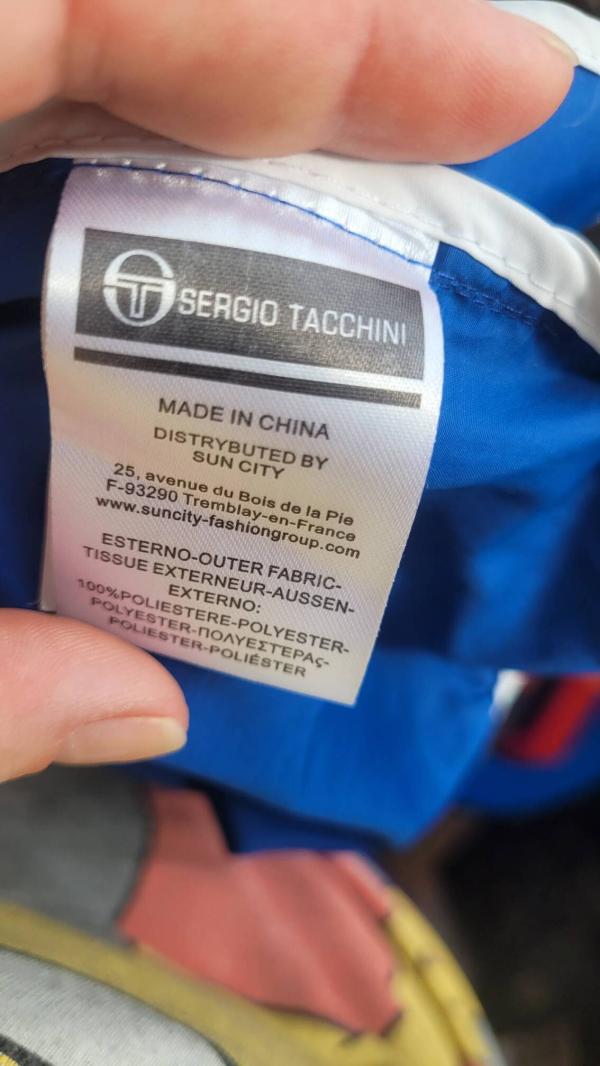 SERGIO TACCHINI
MADE IN CHINA
DISTRYBUTED BY
SUN CITY
25, avenue du Bois de la Pie
F-93290 Tremblay-en-France
www.suncity-fashiongroup.com
ESTERNO-OUTER FABRIC-
TISSUE EXTERNEUR-AUSSEN-
EXTERNO:
100%POLIESTERE-POLYESTER-
POLYESTER-ΠΟΛΥΕΣΤΕΡΑς-
POLIESTER-POLIÉSTER